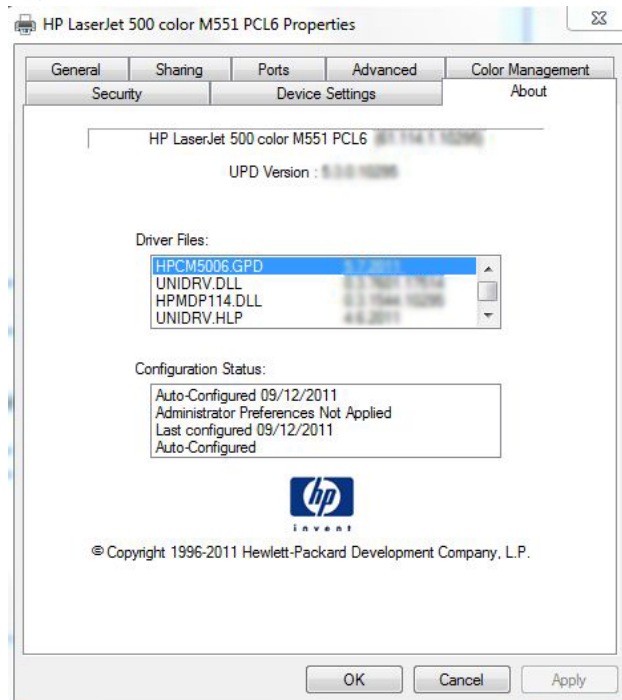 HP LaserJet 500 color M551 PCL6 Properties
General Sharing Ports Advanced Color Management
Security Device Settings About
HP LaserJet 500 color M551 PCL6
UPD Version :
Driver Files:
HPCM5006.GPD
UNIDRV.DLL
HPMDP114.DLL
UNIDRV.HLP
Configuration Status:
Auto-Configured 09/12/2011
Administrator Preferences Not Applied
Last configured 09/12/2011
Auto-Configured
hp
invent
© Copyright 1996-2011 Hewlett-Packard Development Company, L.P.
OK Cancel Apply